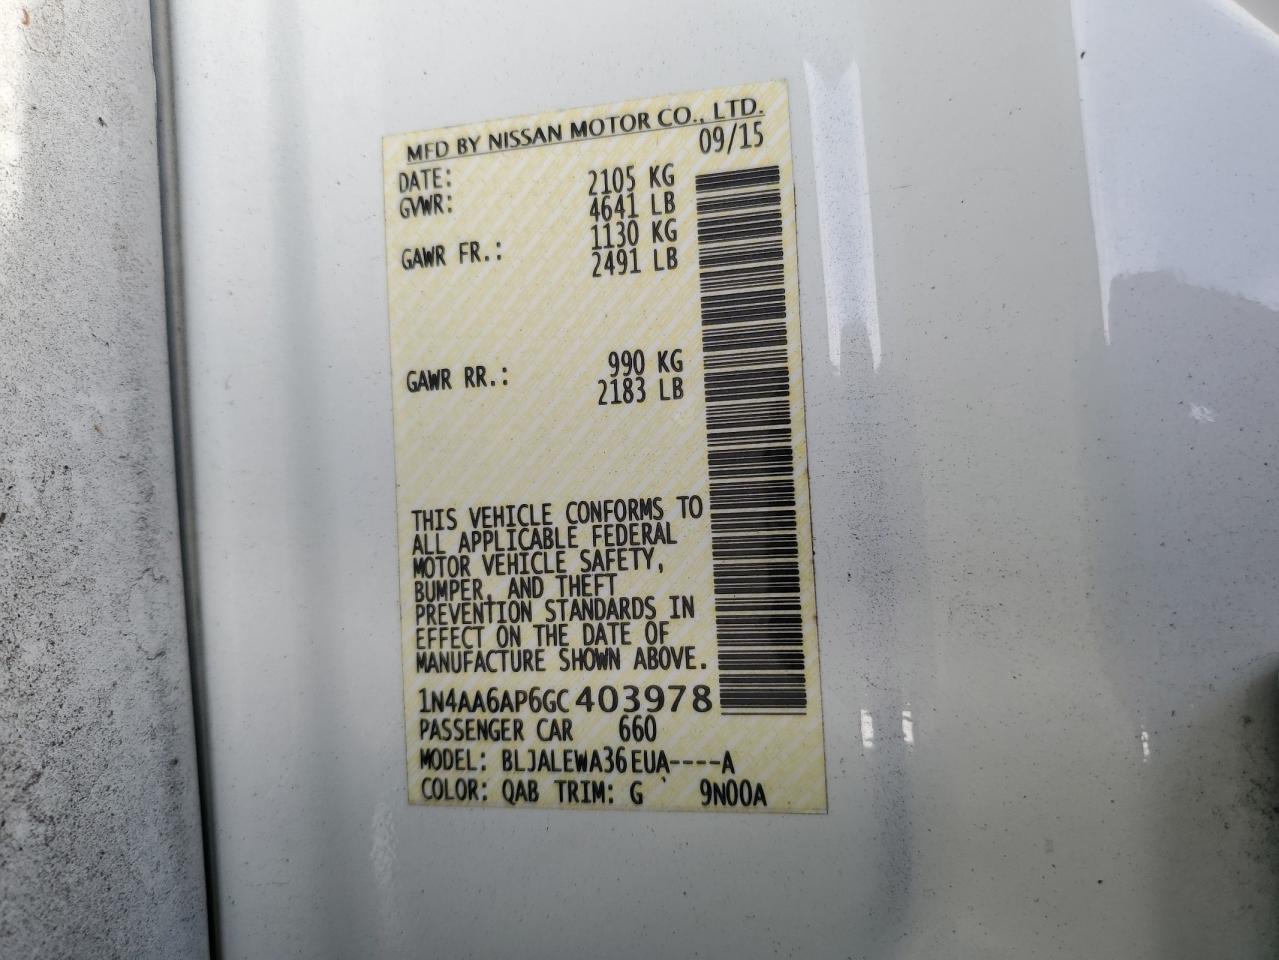 MFD BY NISSAN MOTOR CO., LTD.
DATE: 09/15
GVWR: 2105 KG
4641 LB
GAWR FR.: 1130 KG
2491 LB
GAWR RR.: 990 KG
2183 LB
THIS VEHICLE CONFORMS TO
ALL APPLICABLE FEDERAL
MOTOR VEHICLE SAFETY,
BUMPER, AND THEFT
PREVENTION STANDARDS IN
EFFECT ON THE DATE OF
MANUFACTURE SHOWN ABOVE.
1N4AA6AP6GC403978
PASSENGER CAR 660
MODEL: BLJALEWA36EUA----A
COLOR: QAB TRIM: G 9N00A